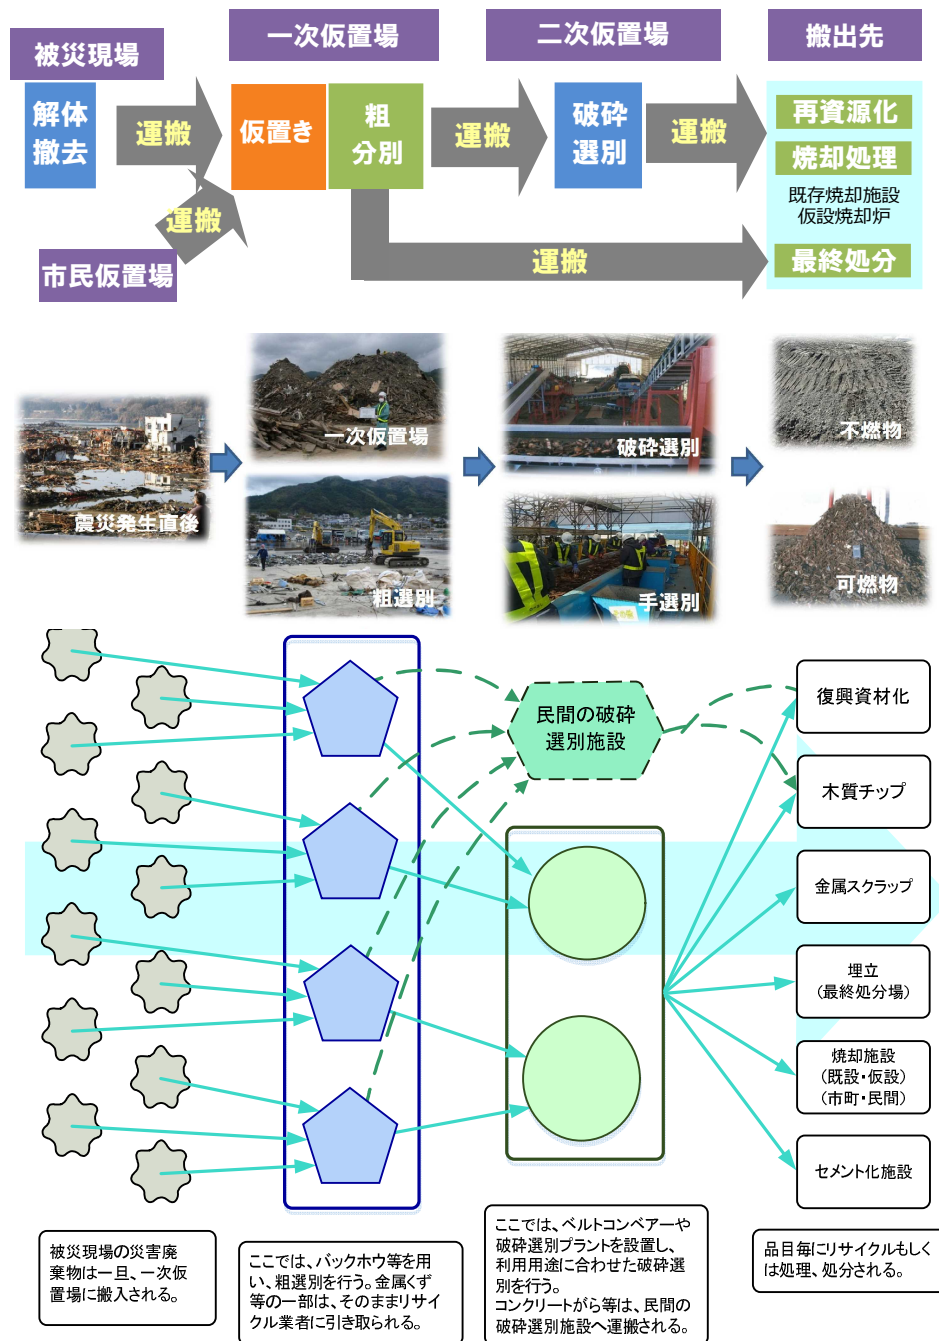 被災現場
一次仮置場
二次仮置場
搬出先
解体
撤去
運搬
仮置き
粗
分別
運搬
破砕
選別
運搬
再資源化
焼却処理
既存焼却施設
仮設焼却炉
最終処分
運搬
市民仮置場
運搬
震災発生直後
一次仮置場
粗選別
破砕選別
手選別
不燃物
可燃物
民間の破砕
選別施設
復興資材化
木質チップ
金属スクラップ
埋立
(最終処分場)
焼却施設
(既設・仮設)
(市町・民間)
セメント化施設
被災現場の災害廃
棄物は一旦、一次仮
置場に搬入される。
ここでは、バックホウ等を用
い、粗選別を行う。金属くず
等の一部は、そのままリサイ
クル業者に引き取られる。
ここでは、ベルトコンベアーや
破砕選別プラントを設置し、
利用用途に合わせた破砕選
別を行う。
コンクリートがら等は、民間の
破砕選別施設へ運搬される。
品目毎にリサイクルもしく
は処理、処分される。